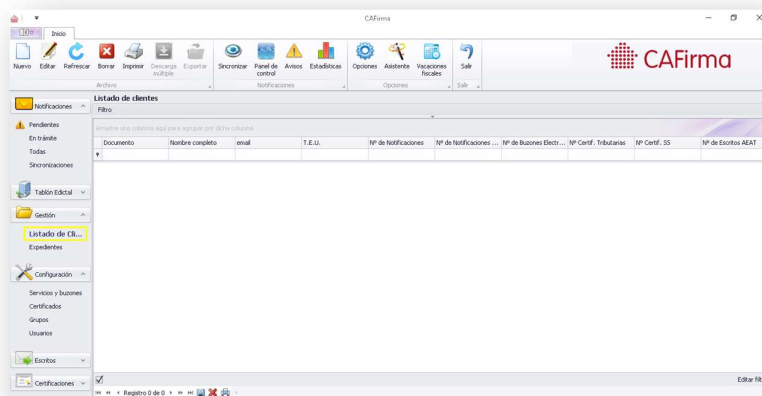 CAFirma
Inicio
Nuevo Editar Refrescar Borrar Imprimir Descarga múltiple Exportar Sincronizar Panel de control Avisos Estadísticas Opciones Asistente Vacaciones fiscales Salir
Archivo Notificaciones Opciones Salir
CAFirma
Notificaciones
Pendientes
En trámite
Todas
Sincronizaciones
Tablón Edictal
Gestión
Listado de Cli...
Expedientes
Configuración
Servicios y buzones
Certificados
Grupos
Usuarios
Escritos
Certificaciones
Listado de clientes
Filtro
Arrastre una columna aquí para agrupar por dicha columna
Documento Nombre completo email T.E.U. Nº de Notificaciones Nº de Notificaciones ... Nº de Buzones Electr... Nº Certif. Tributarias Nº Certif. SS Nº de Escritos AEAT
Editar filt
Registro 0 de 0